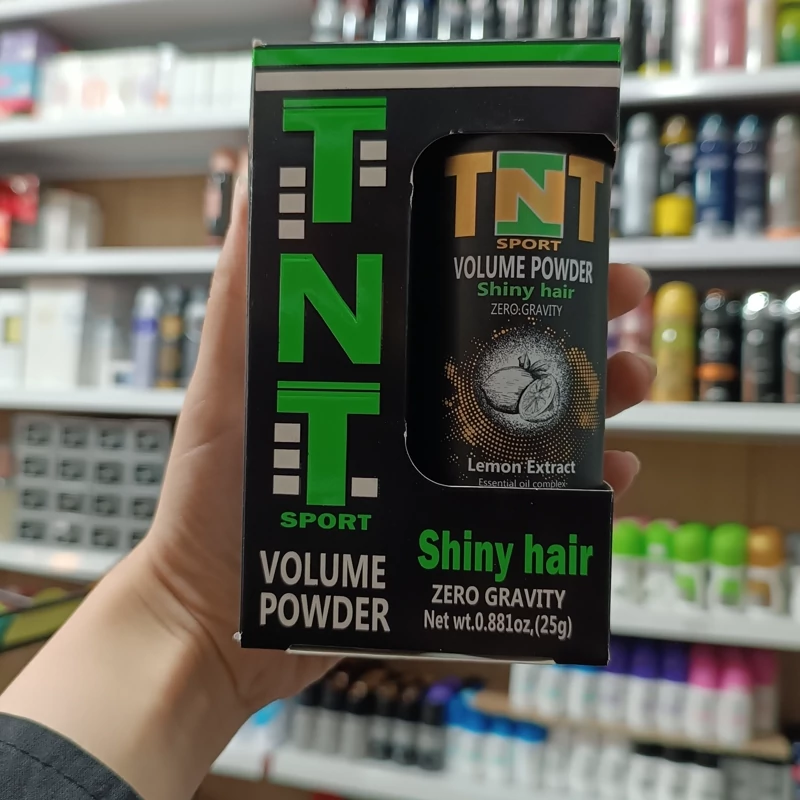 TNT
SPORT
VOLUME
POWDER
TNT
SPORT
VOLUME POWDER
Shiny hair
ZERO.GRAVITY
Lemon Extract
Essential oil complex
Shiny hair
ZERO GRAVITY
Net wt.0.881oz,(25g)